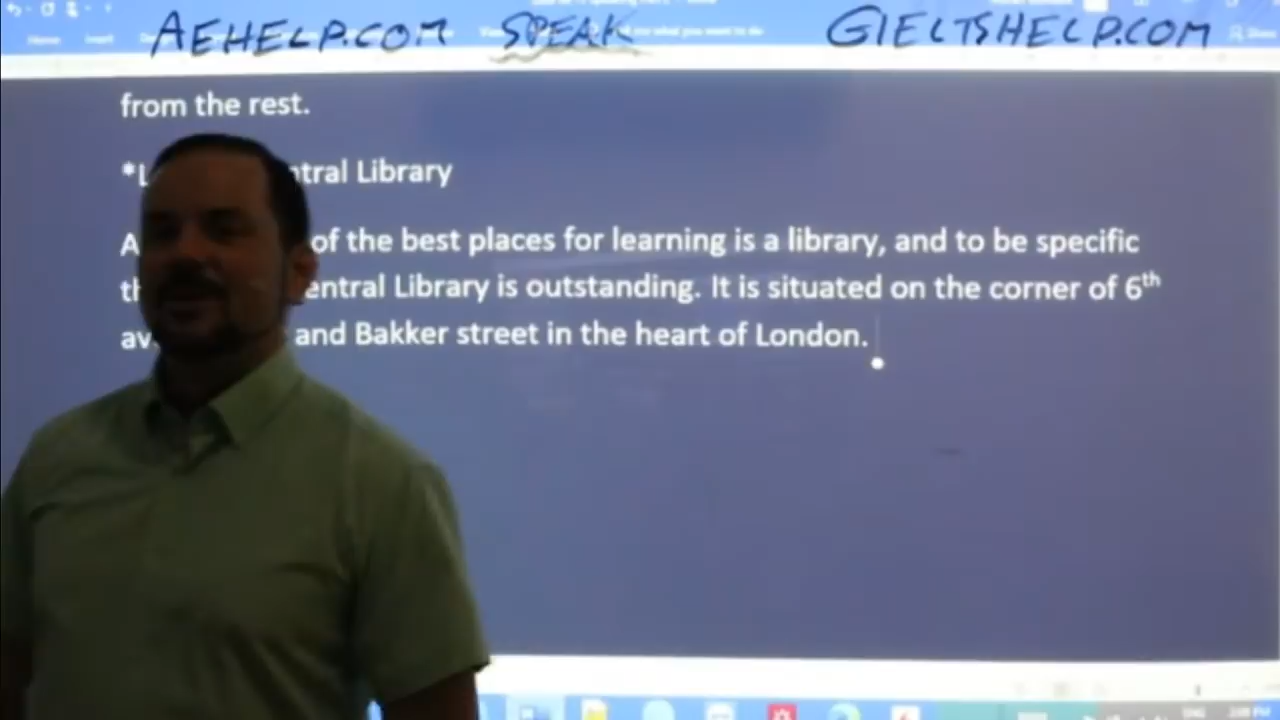 AEHELP.COM SPEAK GIELTSHELP.COM
from the rest.
*L ntral Library
A of the best places for learning is a library, and to be specific
th entral Library is outstanding. It is situated on the corner of 6th
av and Bakker street in the heart of London.